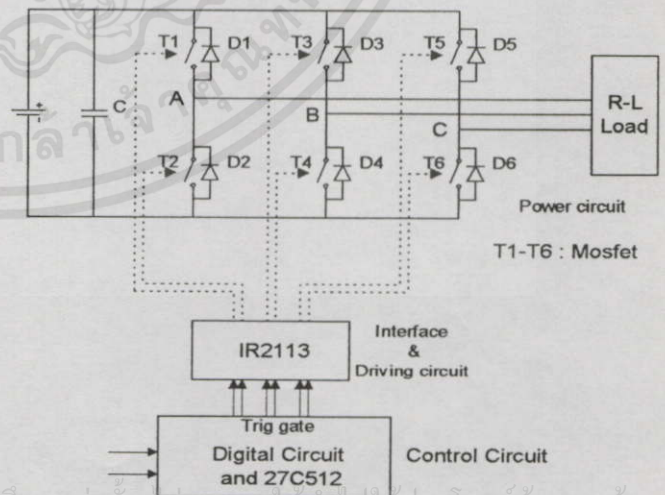 T1 D1 T3 D3 T5 D5
C A B C
R-L
Load
T2 D2 T4 D4 T6 D6
Power circuit
T1-T6 : Mosfet
IR2113
Interface
&
Driving circuit
Trig gate
Digital Circuit
and 27C512
Control Circuit